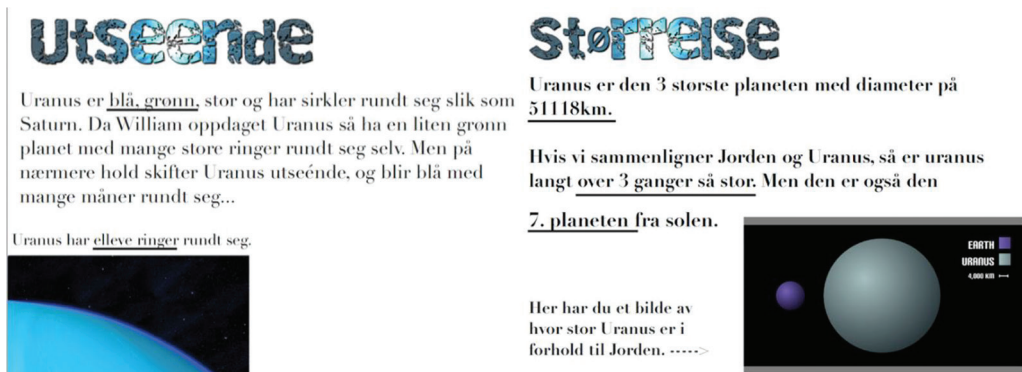 Utseende
Uranus er blå, grønn, stor og har sirkler rundt seg slik som
Saturn. Da William oppdaget Uranus så ha en liten grønn
planet med mange store ringer rundt seg selv. Men på
nærmere hold skifter Uranus utseénde, og blir blå med
mange måner rundt seg...
Uranus har elleve ringer rundt seg.
Størrelse
Uranus er den 3 største planeten med diameter på
51118km.
Hvis vi sammenligner Jorden og Uranus, så er uranus
langt over 3 ganger så stor. Men den er også den
7. planeten fra solen.
Her har du et bilde av
hvor stor Uranus er i
forhold til Jorden. ----->
EARTH
URANUS
4,000 KM